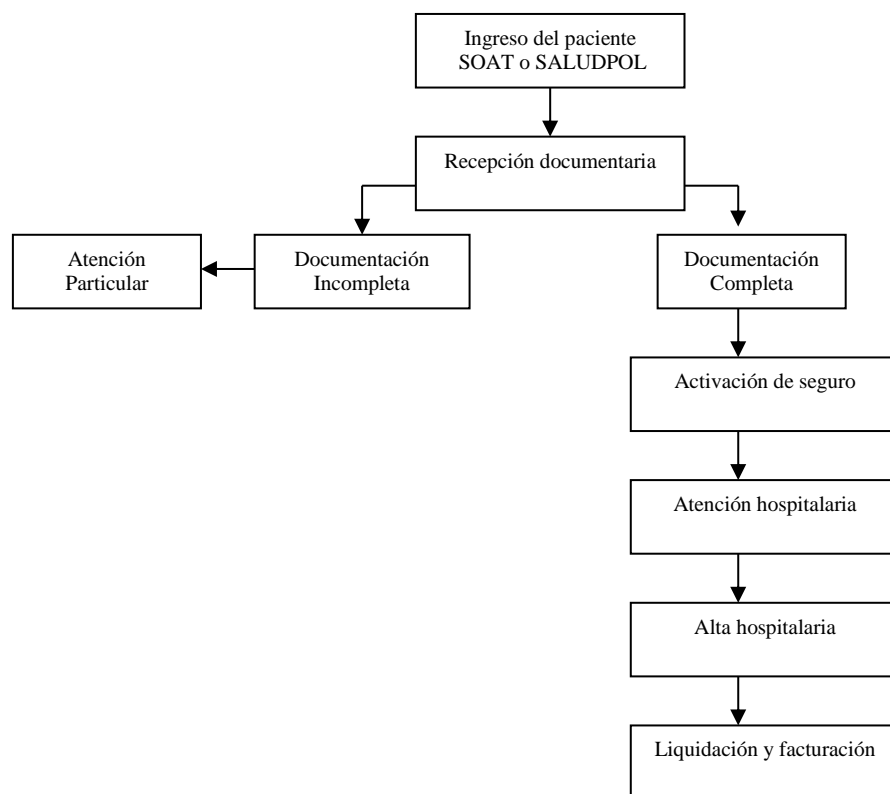 Ingreso del paciente
SOAT o SALUDPOL
Recepción documentaria
Atención
Particular
Documentación
Incompleta
Documentación
Completa
Activación de seguro
Atención hospitalaria
Alta hospitalaria
Liquidación y facturación